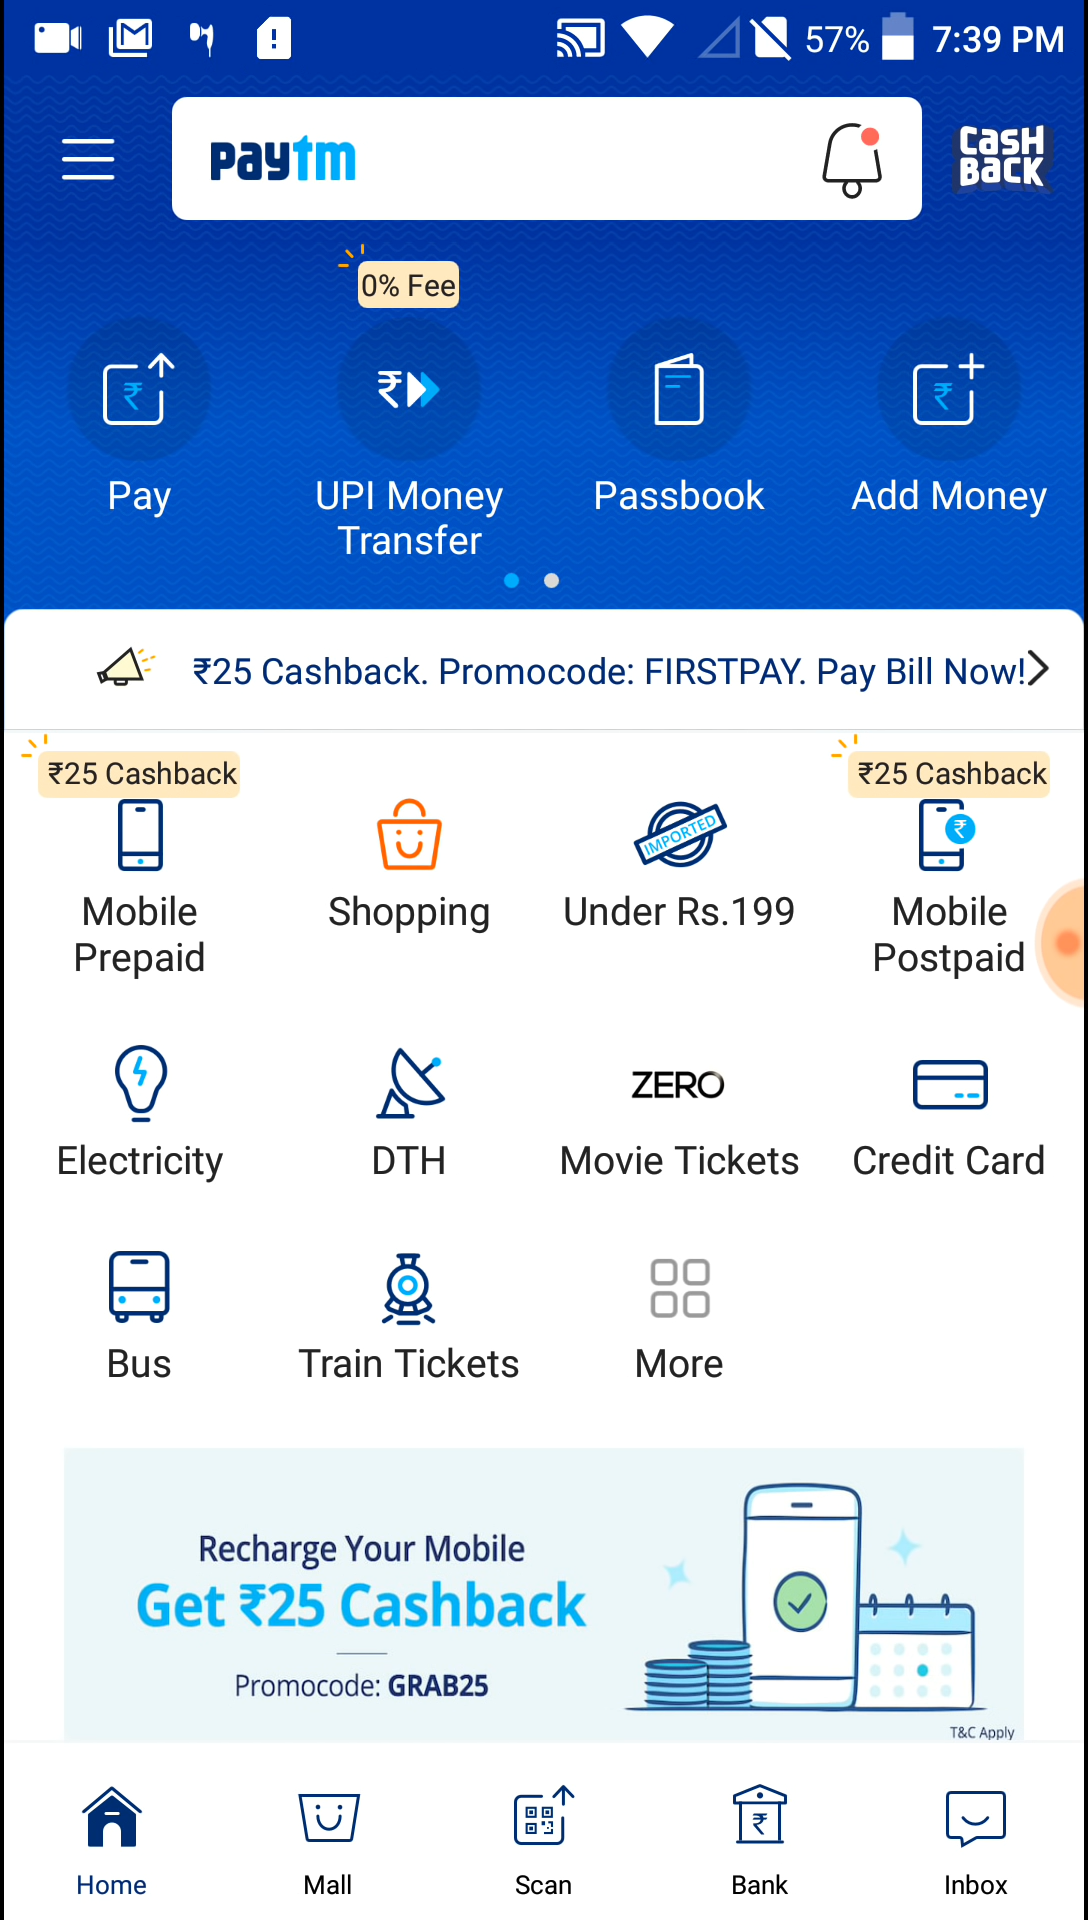 57% 7:39 PM
paytm
CASH
BACK
0% Fee
Pay
UPI Money
Transfer
Passbook
Add Money
₹25 Cashback. Promocode: FIRSTPAY. Pay Bill Now!
₹25 Cashback
₹25 Cashback
Mobile
Prepaid
Shopping
IMPORTED
Under Rs.199
Mobile
Postpaid
Electricity
DTH
ZERO
Movie Tickets
Credit Card
Bus
Train Tickets
More
Recharge Your Mobile
Get ₹25 Cashback
Promocode: GRAB25
T&C Apply
Home
Mall
Scan
Bank
Inbox